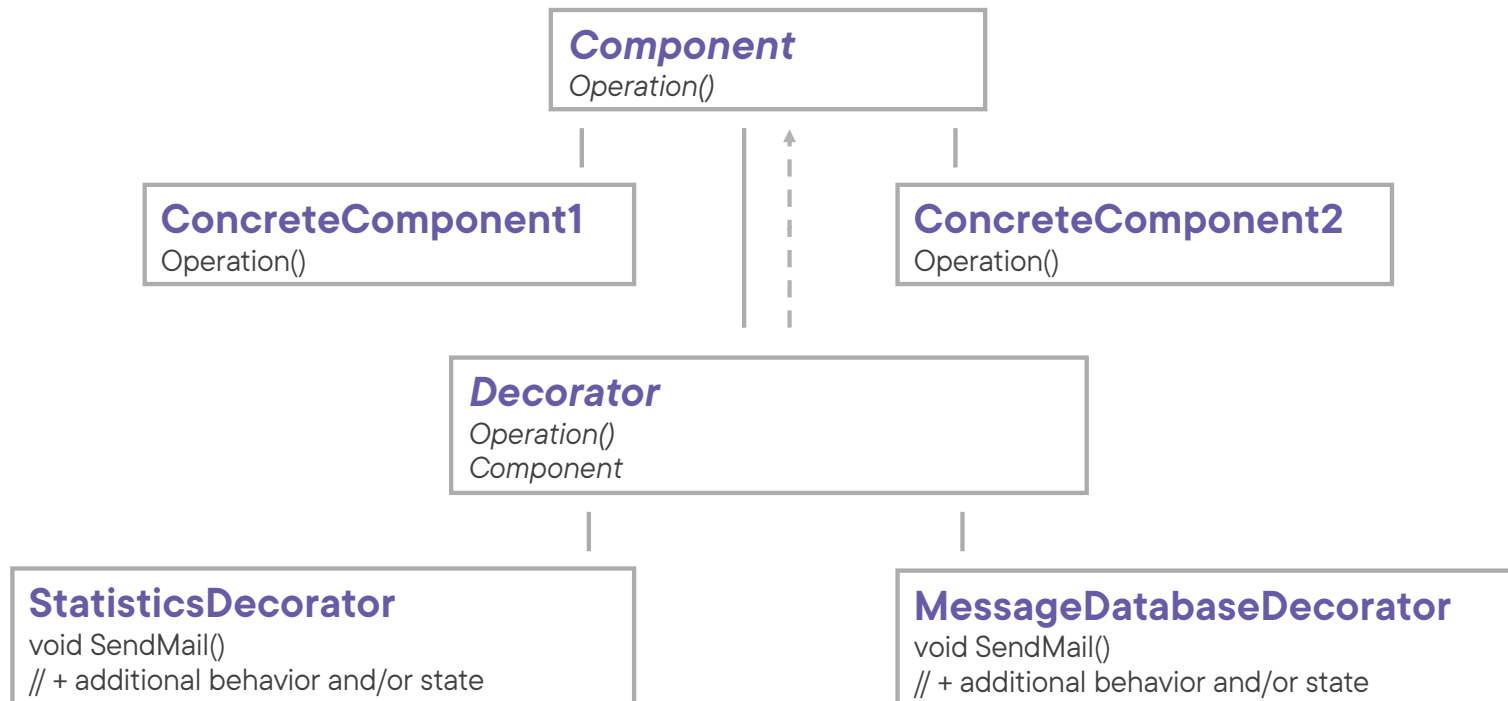 Component
Operation()
ConcreteComponent1
Operation()
ConcreteComponent2
Operation()
Decorator
Operation()
Component
StatisticsDecorator
void SendMail()
// + additional behavior and/or state
MessageDatabaseDecorator
void SendMail()
// + additional behavior and/or state